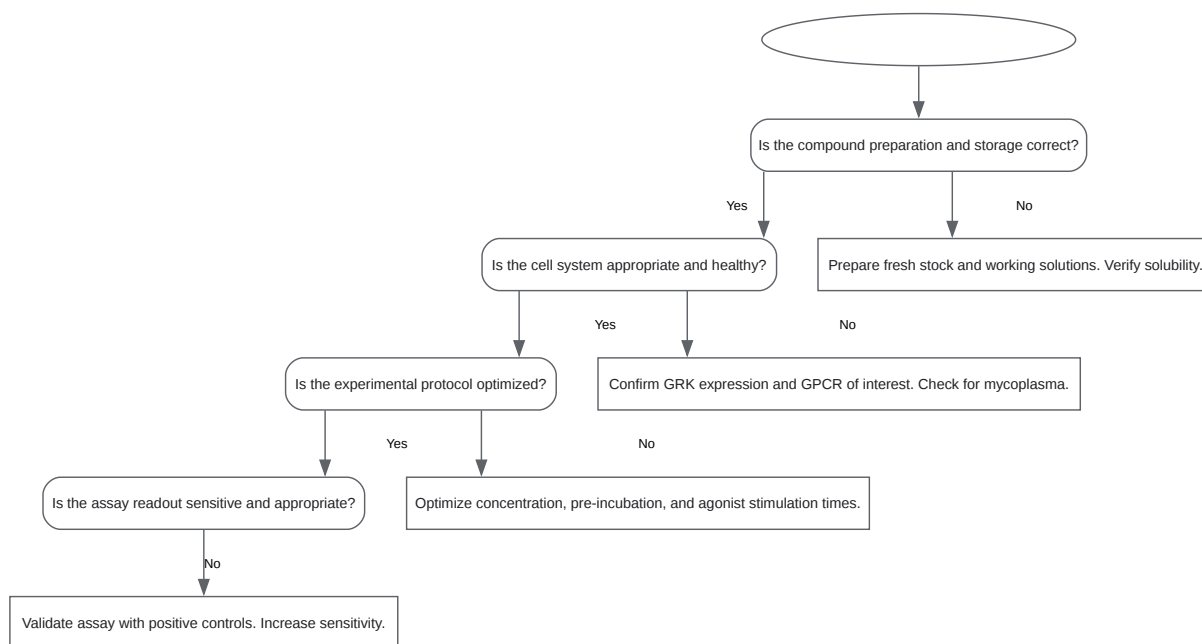 Is the compound preparation and storage correct?
Yes
No
Is the cell system appropriate and healthy?
Prepare fresh stock and working solutions. Verify solubility.
Yes
No
Is the experimental protocol optimized?
Confirm GRK expression and GPCR of interest. Check for mycoplasma.
Yes
No
Is the assay readout sensitive and appropriate?
Optimize concentration, pre-incubation, and agonist stimulation times.
No
Validate assay with positive controls. Increase sensitivity.